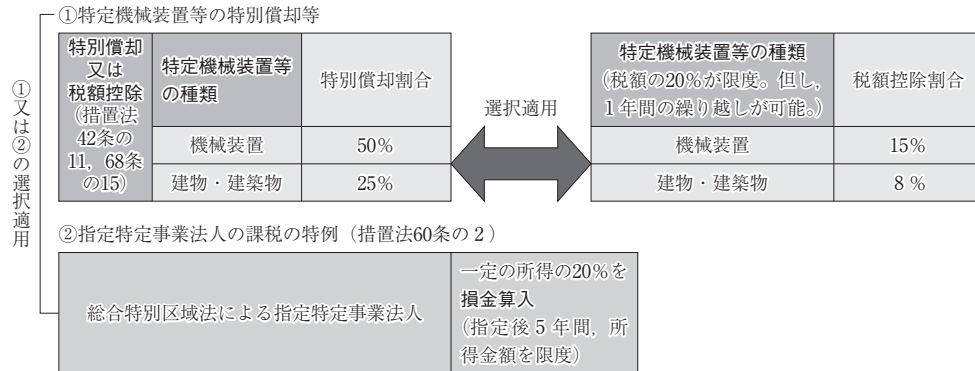 ①特定機械装置等の特別償却等
①又は②の選択適用
特別償却
又は
税額控除
（措置法
42条の
11，68条
の15）
特定機械装置等
の種類
特別償却割合
機械装置
50%
建物・建築物
25%
選択適用
特定機械装置等の種類
（税額の20%が限度。但し，
1年間の繰り越しが可能。）
税額控除割合
機械装置
15%
建物・建築物
8%
②指定特定事業法人の課税の特例（措置法60条の2）
総合特別区域法による指定特定事業法人
一定の所得の20%を
損金算入
（指定後5年間，所
得金額を限度）